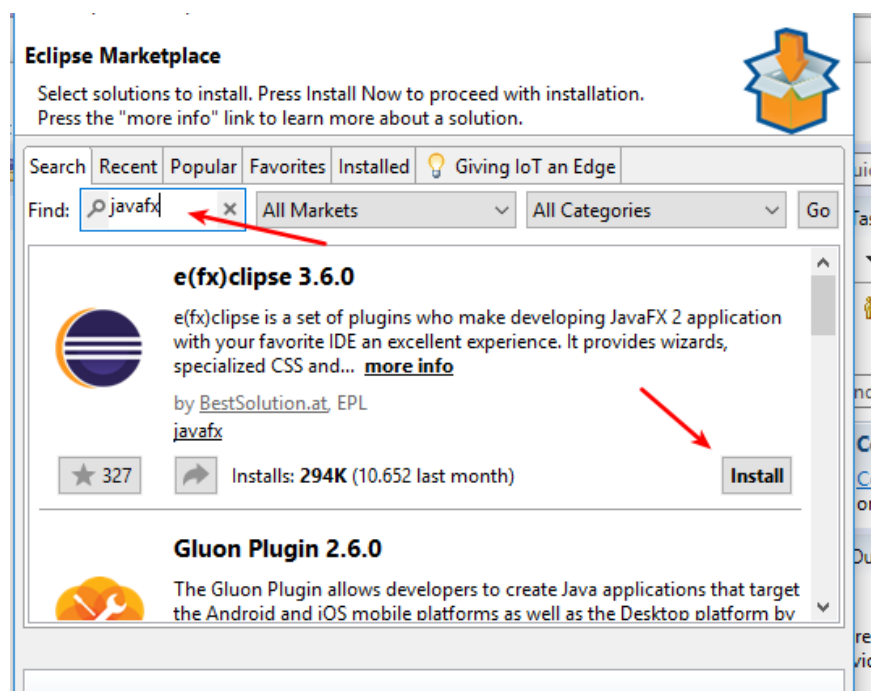 Eclipse Marketplace
Select solutions to install. Press Install Now to proceed with installation.
Press the "more info" link to learn more about a solution.
Search Recent Popular Favorites Installed Giving IoT an Edge
Find: javafx All Markets All Categories Go
e(fx)clipse 3.6.0
e(fx)clipse is a set of plugins who make developing JavaFX 2 application
with your favorite IDE an excellent experience. It provides wizards,
specialized CSS and... more info
by BestSolution.at, EPL
javafx
327 Installs: 294K (10.652 last month) Install
Gluon Plugin 2.6.0
The Gluon Plugin allows developers to create Java applications that target
the Android and iOS mobile platforms as well as the Desktop platform by